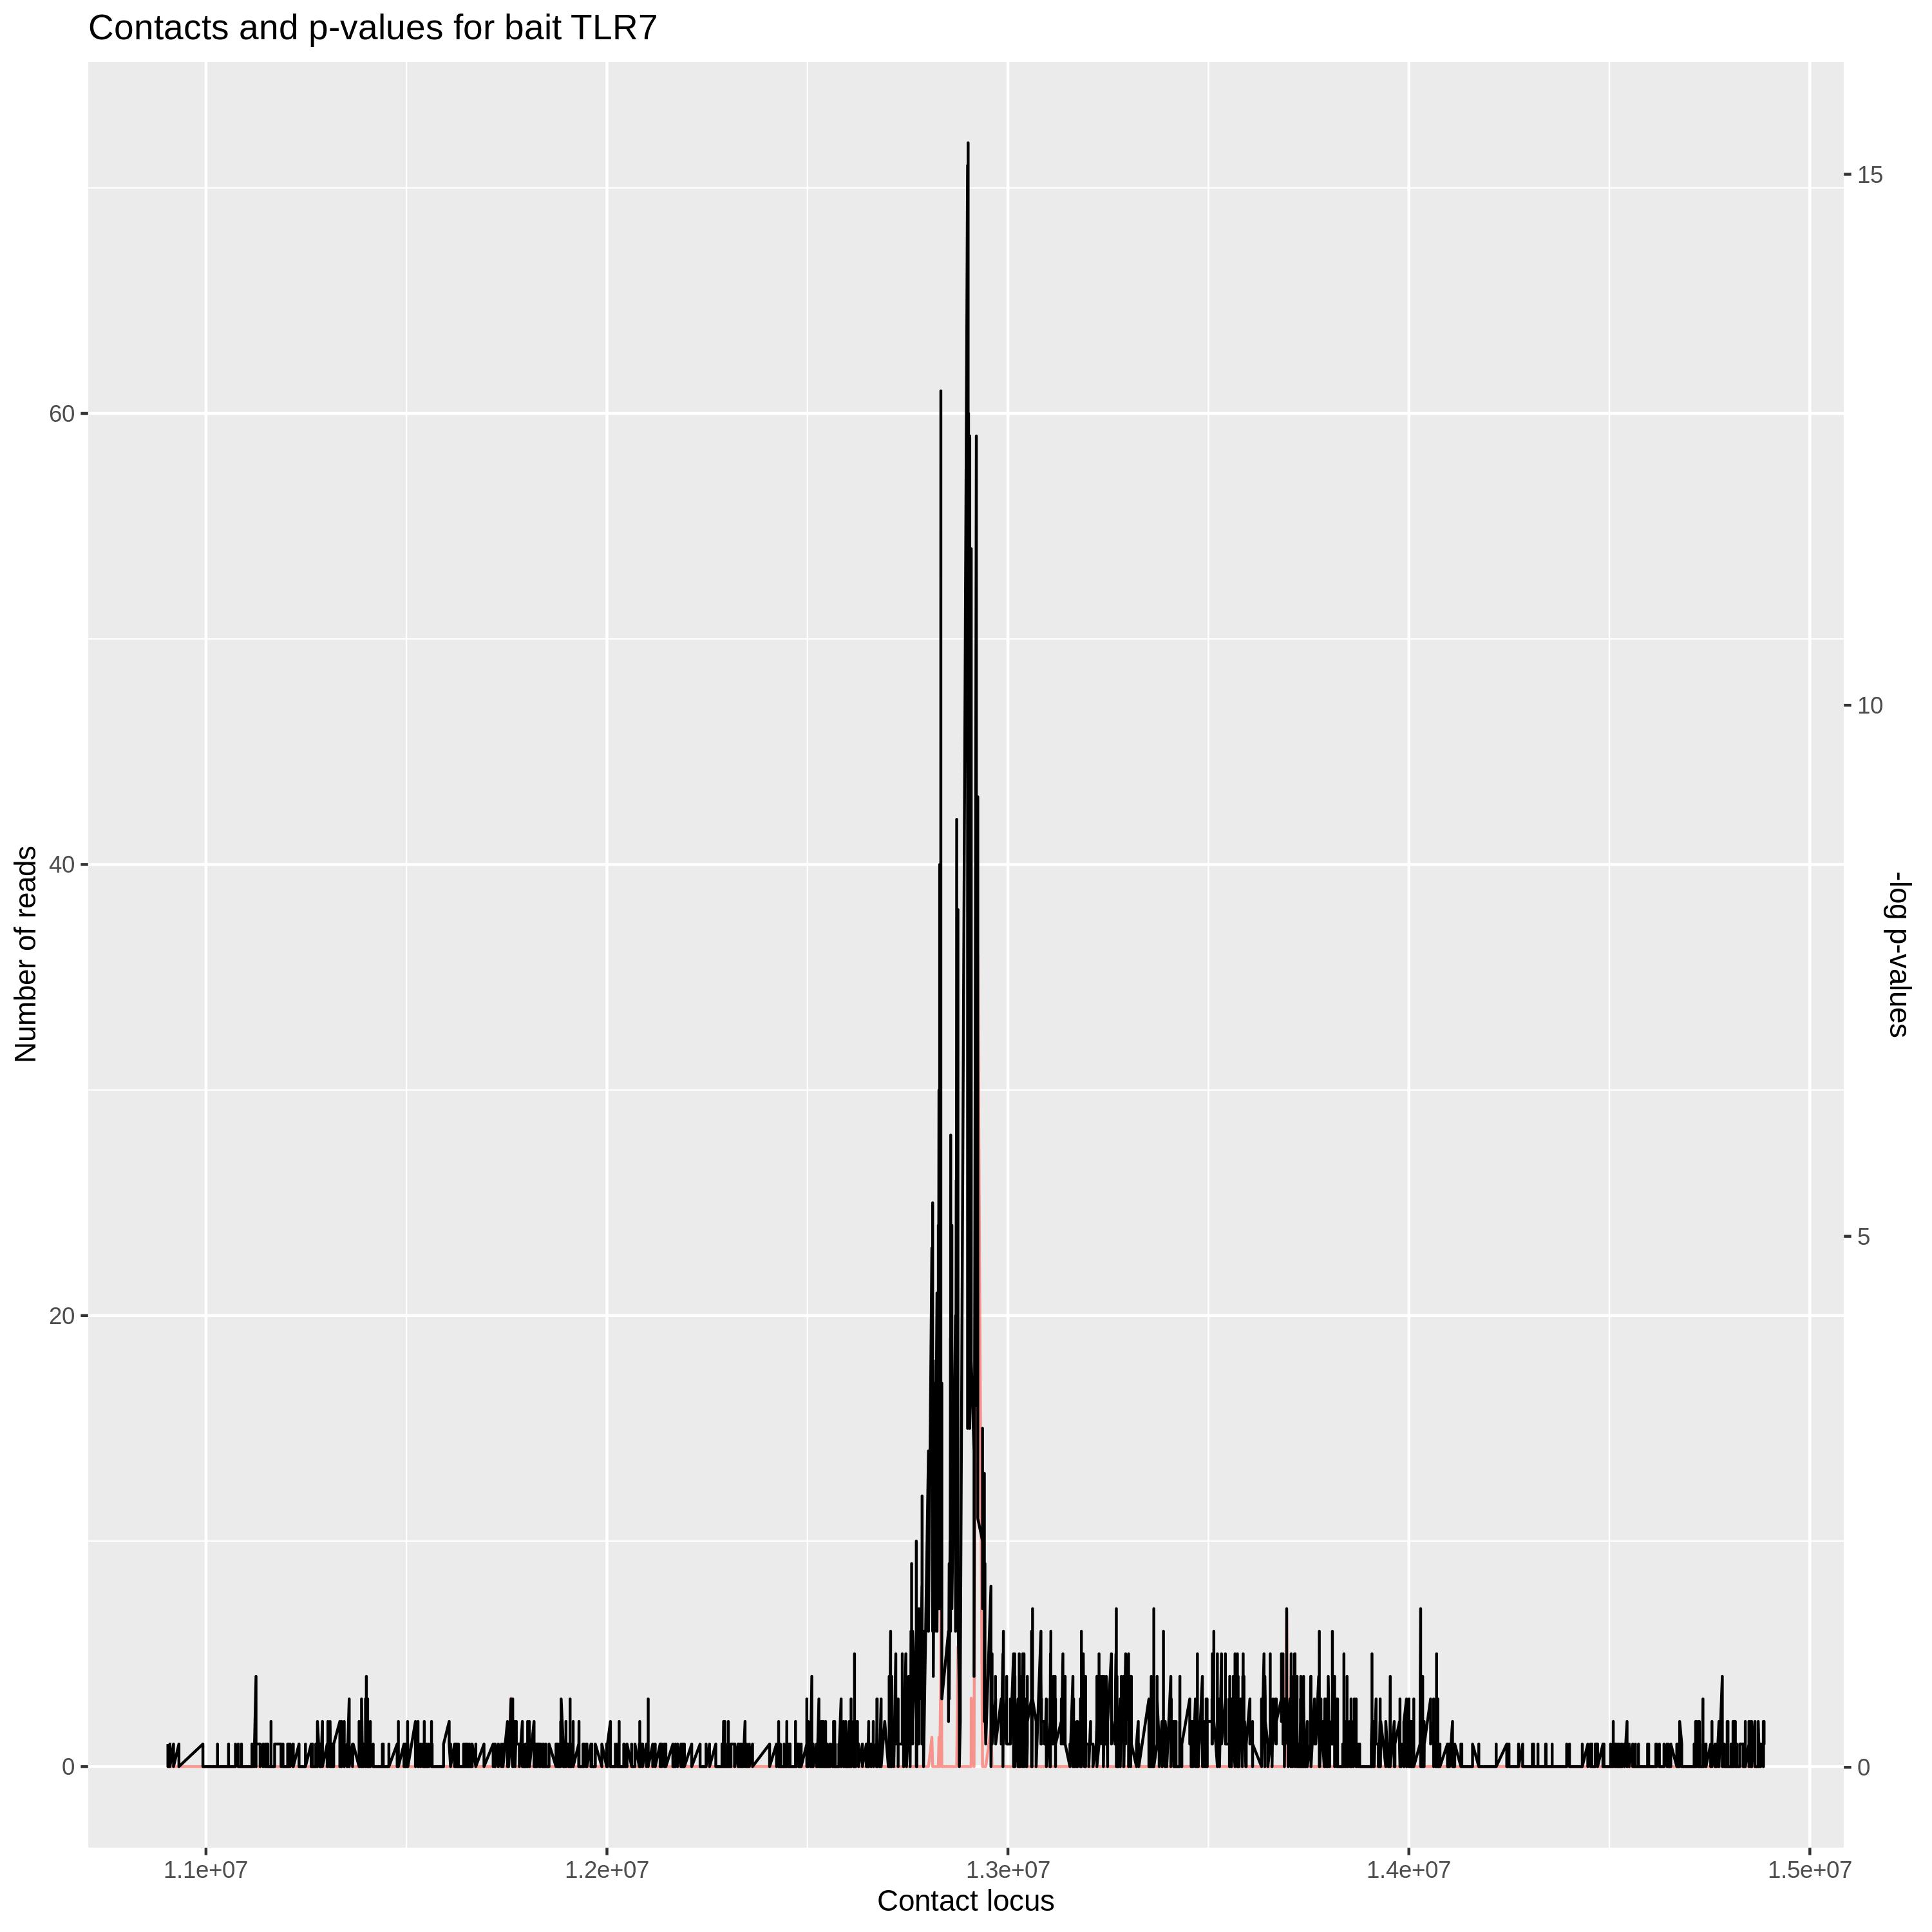 Contacts and p-values for bait TLR7
Number of reads
60
40
20
0
15
10
5
0
-log p-values
1.1e+07
1.2e+07
1.3e+07
1.4e+07
1.5e+07
Contact locus